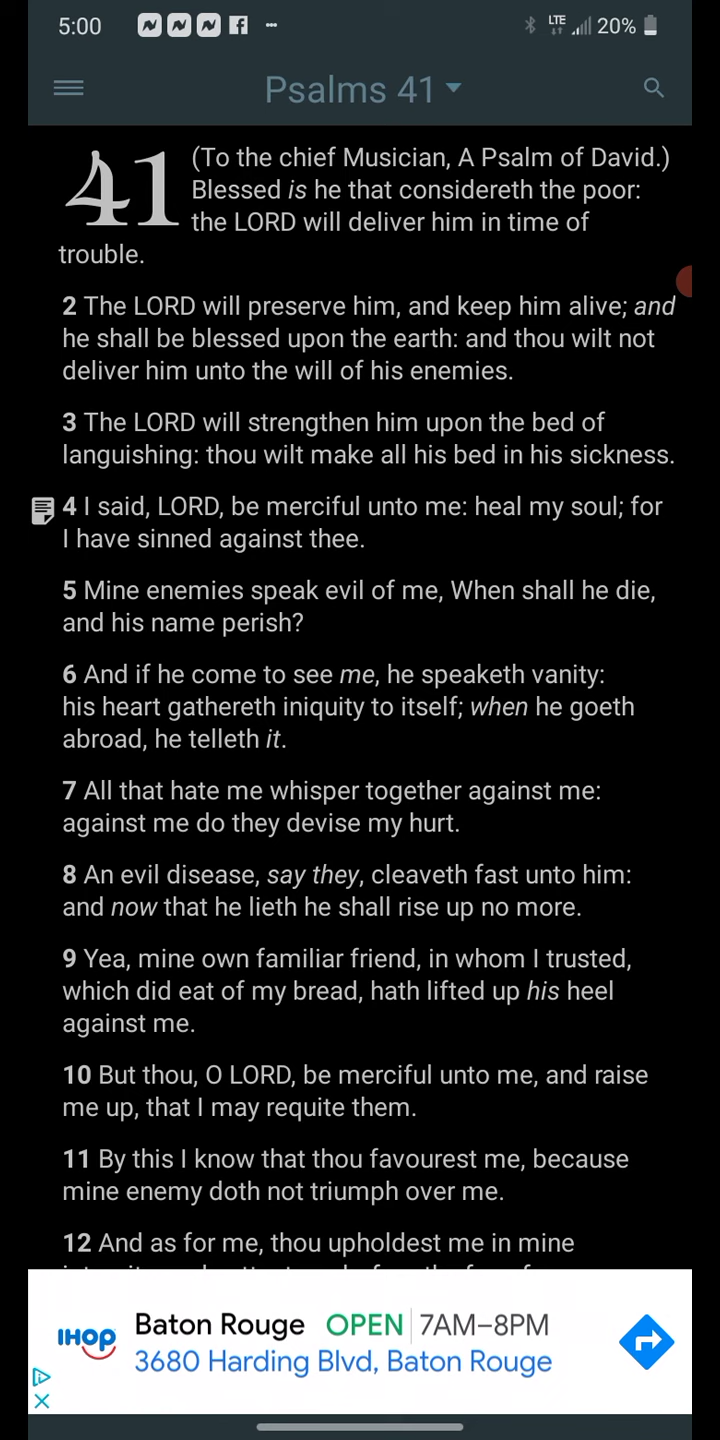 5:00 20%
LTE
Psalms 41
41 (To the chief Musician, A Psalm of David.)
Blessed is he that considereth the poor:
the LORD will deliver him in time of
trouble.
2 The LORD will preserve him, and keep him alive; and
he shall be blessed upon the earth: and thou wilt not
deliver him unto the will of his enemies.
3 The LORD will strengthen him upon the bed of
languishing: thou wilt make all his bed in his sickness.
4 I said, LORD, be merciful unto me: heal my soul; for
I have sinned against thee.
5 Mine enemies speak evil of me, When shall he die,
and his name perish?
6 And if he come to see me, he speaketh vanity:
his heart gathereth iniquity to itself; when he goeth
abroad, he telleth it.
7 All that hate me whisper together against me:
against me do they devise my hurt.
8 An evil disease, say they, cleaveth fast unto him:
and now that he lieth he shall rise up no more.
9 Yea, mine own familiar friend, in whom I trusted,
which did eat of my bread, hath lifted up his heel
against me.
10 But thou, O LORD, be merciful unto me, and raise
me up, that I may requite them.
11 By this I know that thou favourest me, because
mine enemy doth not triumph over me.
12 And as for me, thou upholdest me in mine
IHOP
Baton Rouge OPEN 7AM–8PM
3680 Harding Blvd, Baton Rouge